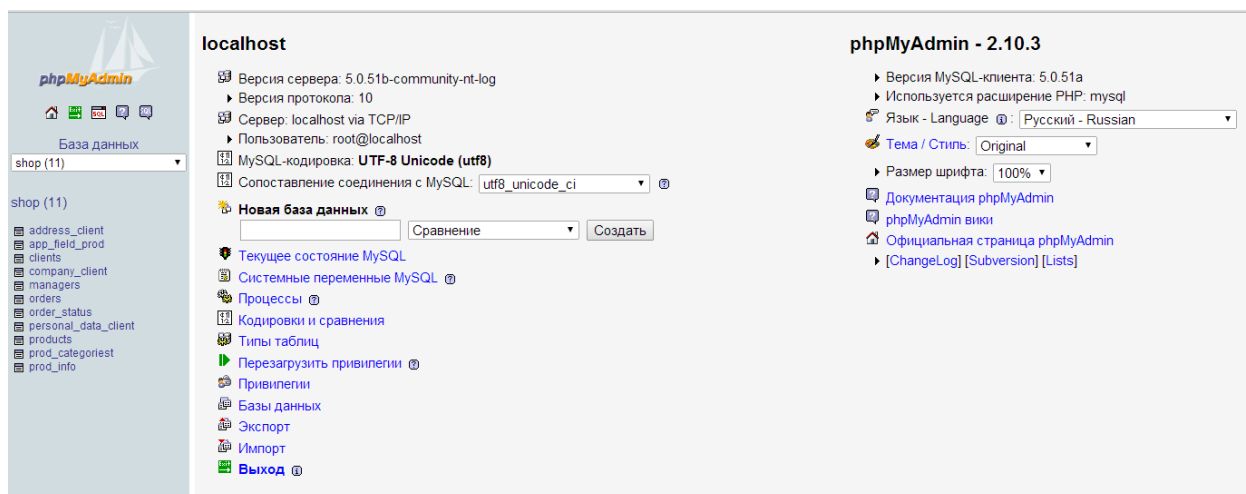 phpMyAdmin
База данных
shop (11)
shop (11)
address_client
app_field_prod
clients
company_client
managers
orders
order_status
personal_data_client
products
prod_categoriest
prod_info
localhost
Версия сервера: 5.0.51b-community-nt-log
Версия протокола: 10
Сервер: localhost via TCP/IP
Пользователь: root@localhost
MySQL-кодировка: UTF-8 Unicode (utf8)
Сопоставление соединения с MySQL: utf8_unicode_ci
Новая база данных
Сравнение Создать
Текущее состояние MySQL
Системные переменные MySQL
Процессы
Кодировки и сравнения
Типы таблиц
Перезагрузить привилегии
Привилегии
Базы данных
Экспорт
Импорт
Выход
phpMyAdmin - 2.10.3
Версия MySQL-клиента: 5.0.51a
Используется расширение PHP: mysql
Язык - Language : Русский - Russian
Тема / Стиль: Original
Размер шрифта: 100%
Документация phpMyAdmin
phpMyAdmin вики
Официальная страница phpMyAdmin
[ChangeLog] [Subversion] [Lists]